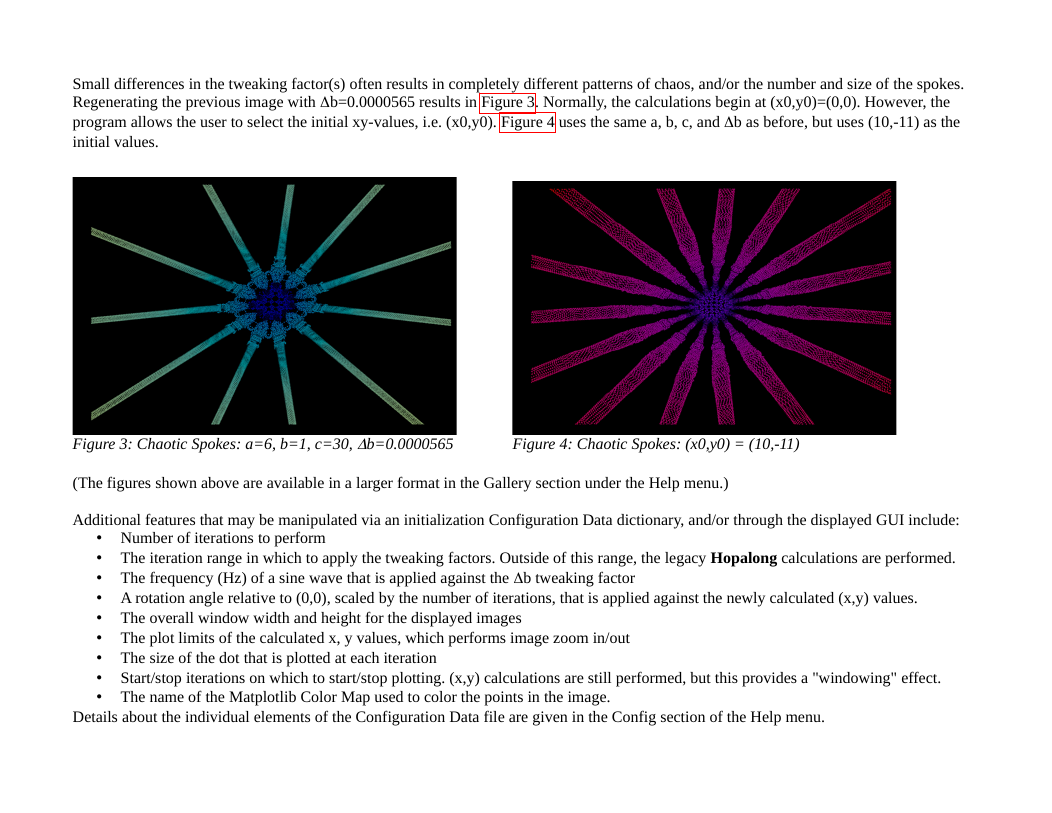 Small differences in the tweaking factor(s) often results in completely different patterns of chaos, and/or the number and size of the spokes.
Regenerating the previous image with Δb=0.0000565 results in Figure 3. Normally, the calculations begin at (x0,y0)=(0,0). However, the
program allows the user to select the initial xy-values, i.e. (x0,y0). Figure 4 uses the same a, b, c, and Δb as before, but uses (10,-11) as the
initial values.
Figure 3: Chaotic Spokes: a=6, b=1, c=30, Δb=0.0000565
Figure 4: Chaotic Spokes: (x0,y0) = (10,-11)
(The figures shown above are available in a larger format in the Gallery section under the Help menu.)
Additional features that may be manipulated via an initialization Configuration Data dictionary, and/or through the displayed GUI include:
• Number of iterations to perform
• The iteration range in which to apply the tweaking factors. Outside of this range, the legacy Hopalong calculations are performed.
• The frequency (Hz) of a sine wave that is applied against the Δb tweaking factor
• A rotation angle relative to (0,0), scaled by the number of iterations, that is applied against the newly calculated (x,y) values.
• The overall window width and height for the displayed images
• The plot limits of the calculated x, y values, which performs image zoom in/out
• The size of the dot that is plotted at each iteration
• Start/stop iterations on which to start/stop plotting. (x,y) calculations are still performed, but this provides a "windowing" effect.
• The name of the Matplotlib Color Map used to color the points in the image.
Details about the individual elements of the Configuration Data file are given in the Config section of the Help menu.